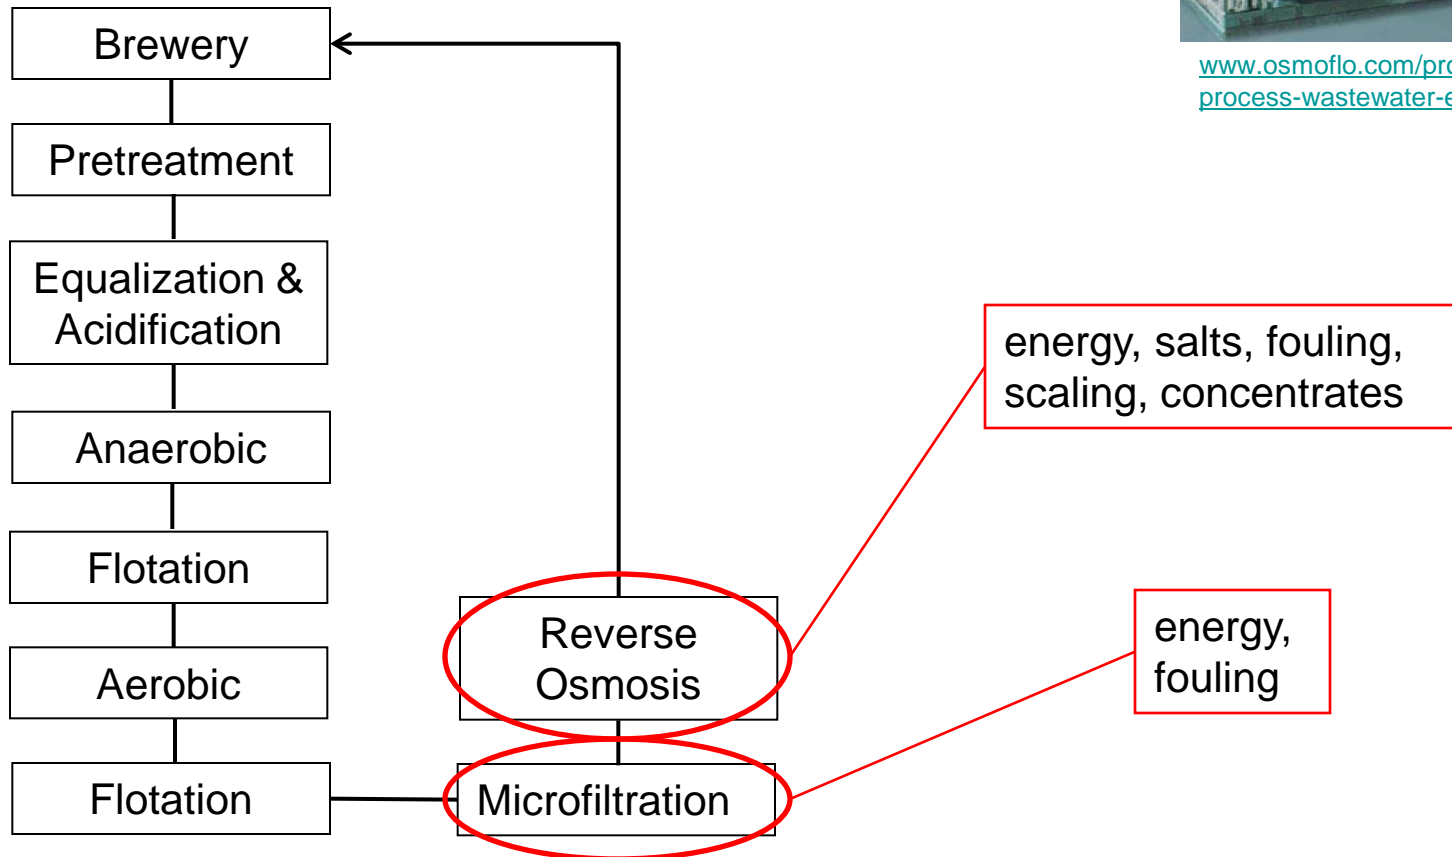 Brewery
www.osmoflo.com/pro
process-wastewater-e
Pretreatment
Equalization &
Acidification
energy, salts, fouling,
scaling, concentrates
Anaerobic
Flotation
Reverse
Osmosis
energy,
fouling
Aerobic
Flotation
Microfiltration